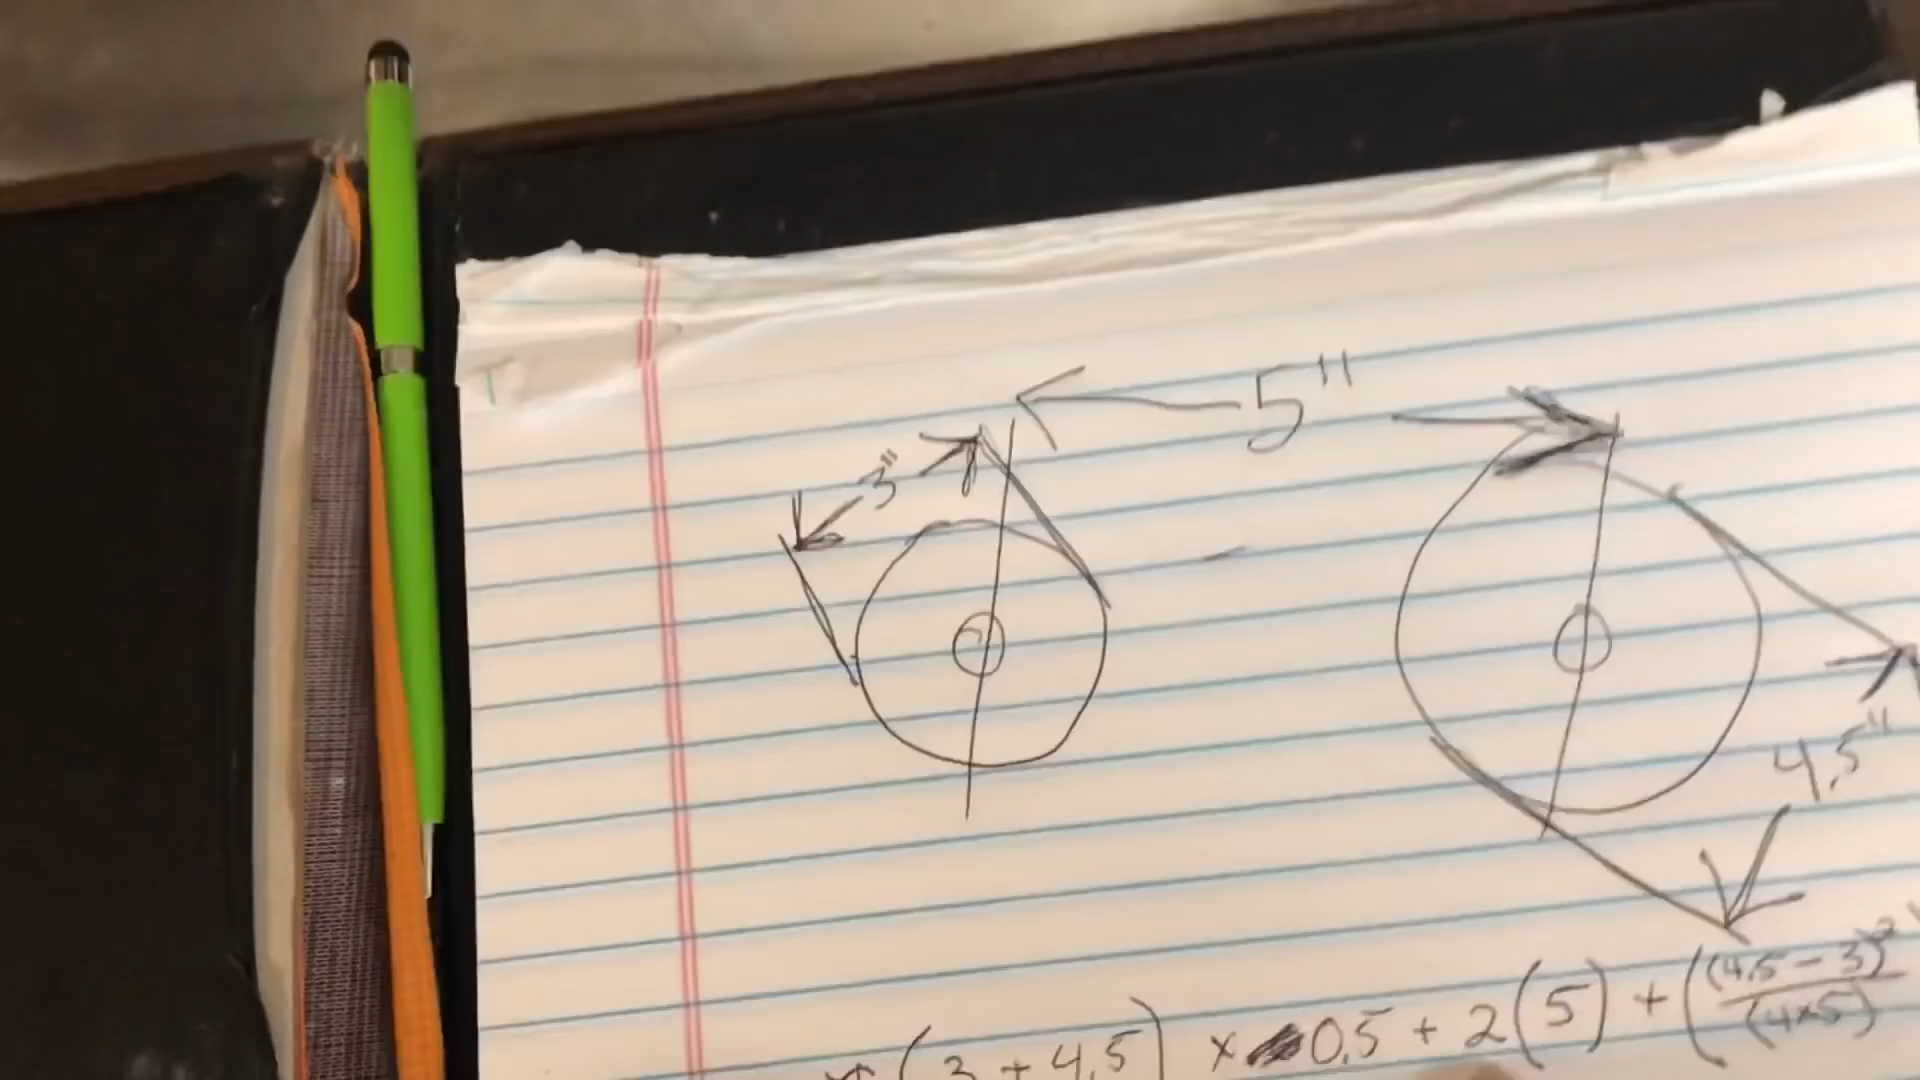 5"
3"
4.5"
(3 + 4.5) × 0.5 + 2(5) + ((4.5 - 3)²
(4×5)